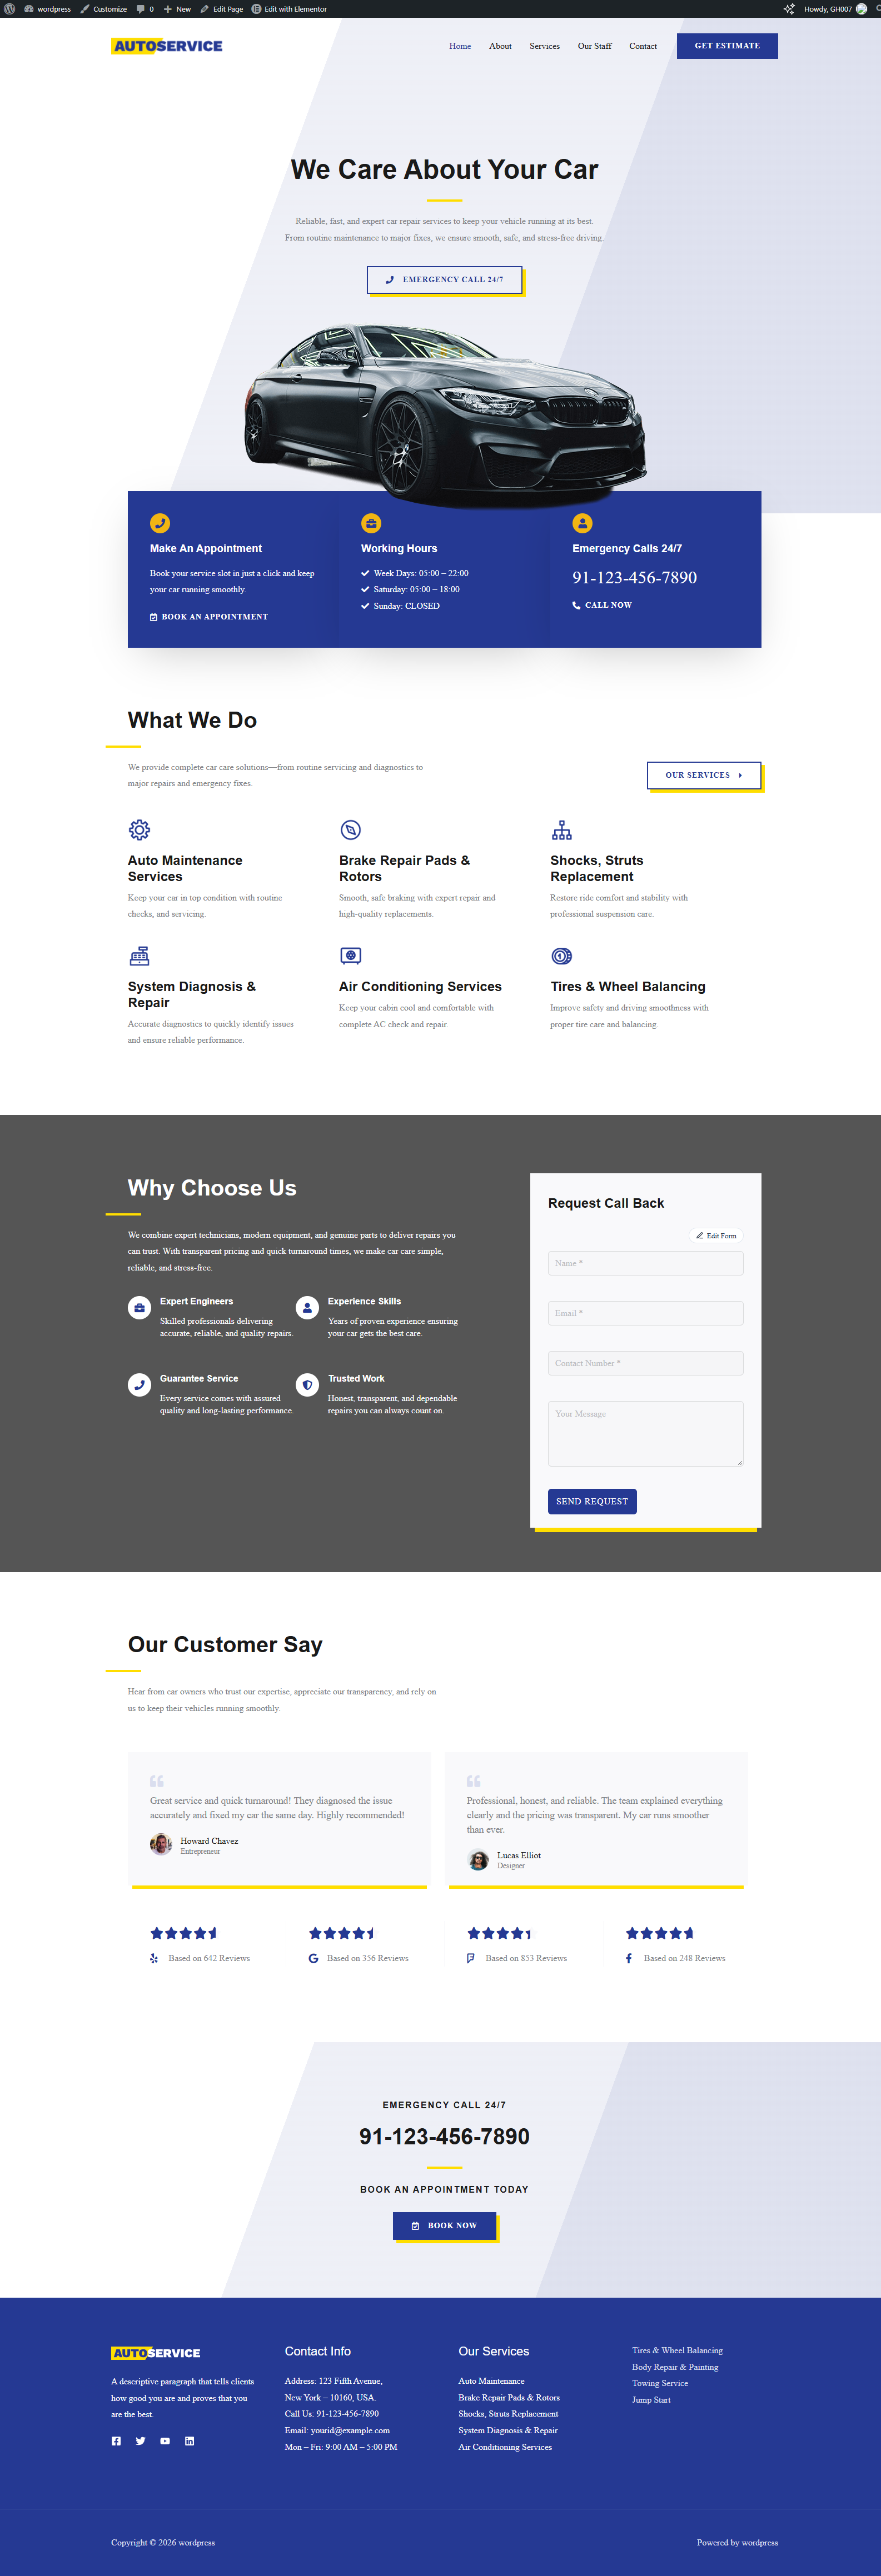 wordpress Customize 0 New Edit Page Edit with Elementor Howdy, GH007
AUTOSERVICE
Home About Services Our Staff Contact GET ESTIMATE
We Care About Your Car
Reliable, fast, and expert car repair services to keep your vehicle running at its best.
From routine maintenance to major fixes, we ensure smooth, safe, and stress-free driving.
EMERGENCY CALL 24/7
Make An Appointment
Book your service slot in just a click and keep
your car running smoothly.
BOOK AN APPOINTMENT
Working Hours
Week Days: 05:00 – 22:00
Saturday: 05:00 – 18:00
Sunday: CLOSED
Emergency Calls 24/7
91-123-456-7890
CALL NOW
What We Do
We provide complete car care solutions—from routine servicing and diagnostics to
major repairs and emergency fixes.
OUR SERVICES
Auto Maintenance
Services
Keep your car in top condition with routine
checks, and servicing.
Brake Repair Pads &
Rotors
Smooth, safe braking with expert repair and
high-quality replacements.
Shocks, Struts
Replacement
Restore ride comfort and stability with
professional suspension care.
System Diagnosis &
Repair
Accurate diagnostics to quickly identify issues
and ensure reliable performance.
Air Conditioning Services
Keep your cabin cool and comfortable with
complete AC check and repair.
Tires & Wheel Balancing
Improve safety and driving smoothness with
proper tire care and balancing.
Why Choose Us
We combine expert technicians, modern equipment, and genuine parts to deliver repairs you
can trust. With transparent pricing and quick turnaround times, we make car care simple,
reliable, and stress-free.
Expert Engineers
Skilled professionals delivering
accurate, reliable, and quality repairs.
Experience Skills
Years of proven experience ensuring
your car gets the best care.
Guarantee Service
Every service comes with assured
quality and long-lasting performance.
Trusted Work
Honest, transparent, and dependable
repairs you can always count on.
Request Call Back
Edit Form
Name *
Email *
Contact Number *
Your Message
SEND REQUEST
Our Customer Say
Hear from car owners who trust our expertise, appreciate our transparency, and rely on
us to keep their vehicles running smoothly.
Great service and quick turnaround! They diagnosed the issue
accurately and fixed my car the same day. Highly recommended!
Howard Chavez
Entrepreneur
Professional, honest, and reliable. The team explained everything
clearly and the pricing was transparent. My car runs smoother
than ever.
Lucas Elliot
Designer
Based on 642 Reviews
Based on 356 Reviews
Based on 853 Reviews
Based on 248 Reviews
EMERGENCY CALL 24/7
91-123-456-7890
BOOK AN APPOINTMENT TODAY
BOOK NOW
AUTOSERVICE
A descriptive paragraph that tells clients
how good you are and proves that you
are the best.
Contact Info
Address: 123 Fifth Avenue,
New York – 10160, USA.
Call Us: 91-123-456-7890
Email: yourid@example.com
Mon – Fri: 9:00 AM – 5:00 PM
Our Services
Auto Maintenance
Brake Repair Pads & Rotors
Shocks, Struts Replacement
System Diagnosis & Repair
Air Conditioning Services
Tires & Wheel Balancing
Body Repair & Painting
Towing Service
Jump Start
Copyright © 2026 wordpress
Powered by wordpress